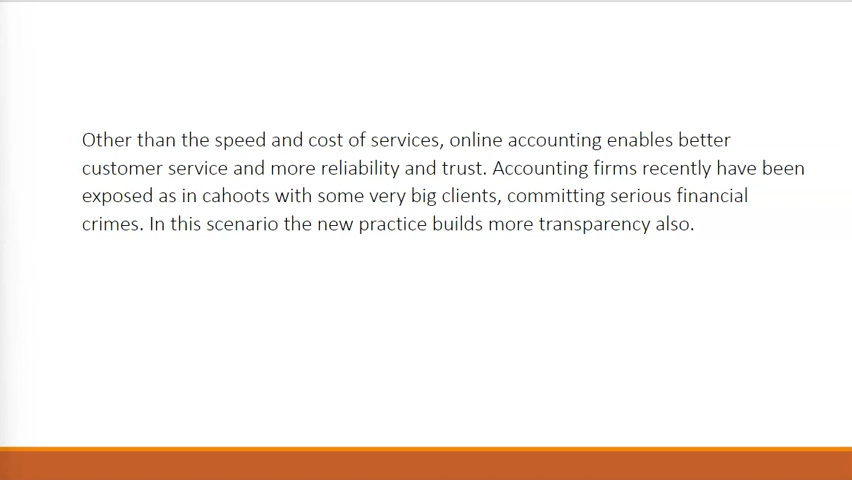 Other than the speed and cost of services, online accounting enables better
customer service and more reliability and trust. Accounting firms recently have been
exposed as in cahoots with some very big clients, committing serious financial
crimes. In this scenario the new practice builds more transparency also.